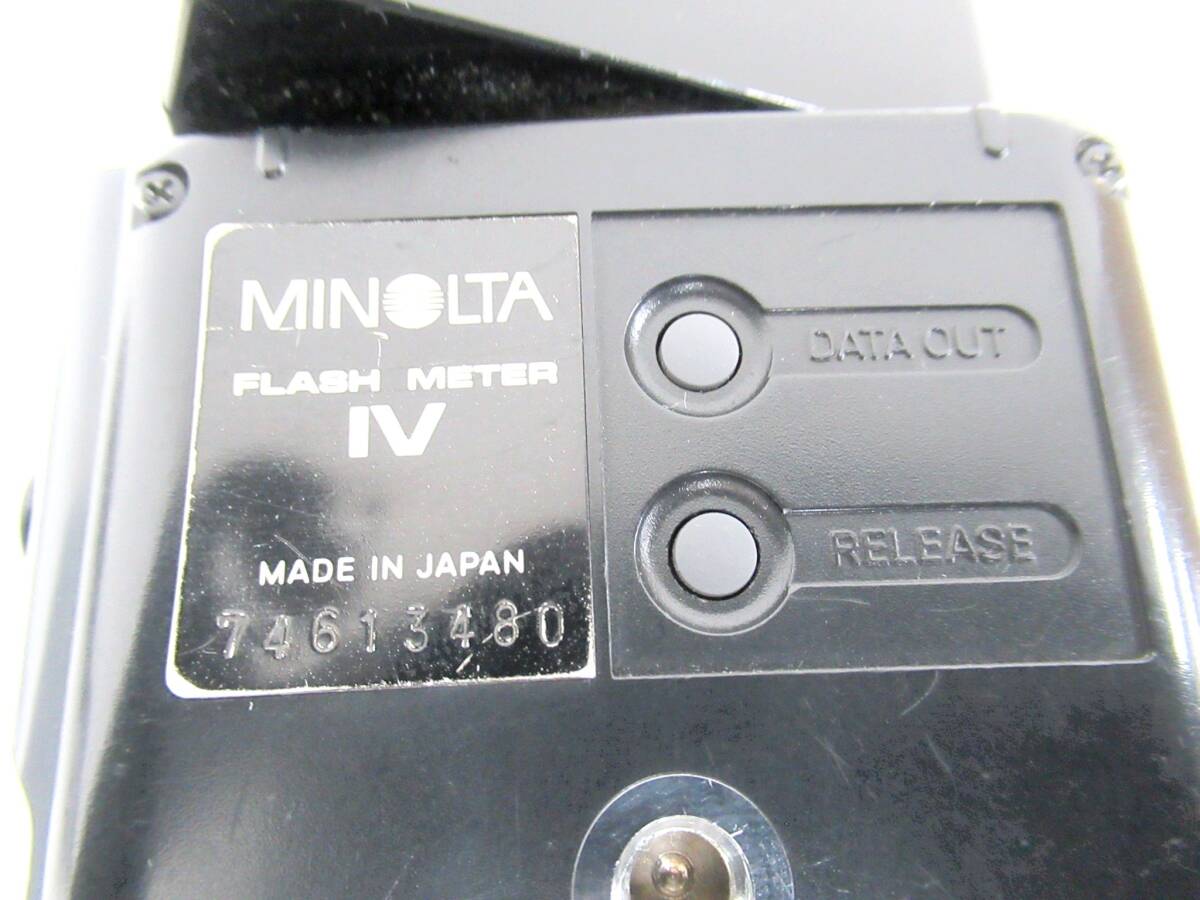 MINOLTA
FLASH METER
IV
MADE IN JAPAN
74613480
DATA OUT
RELEASE